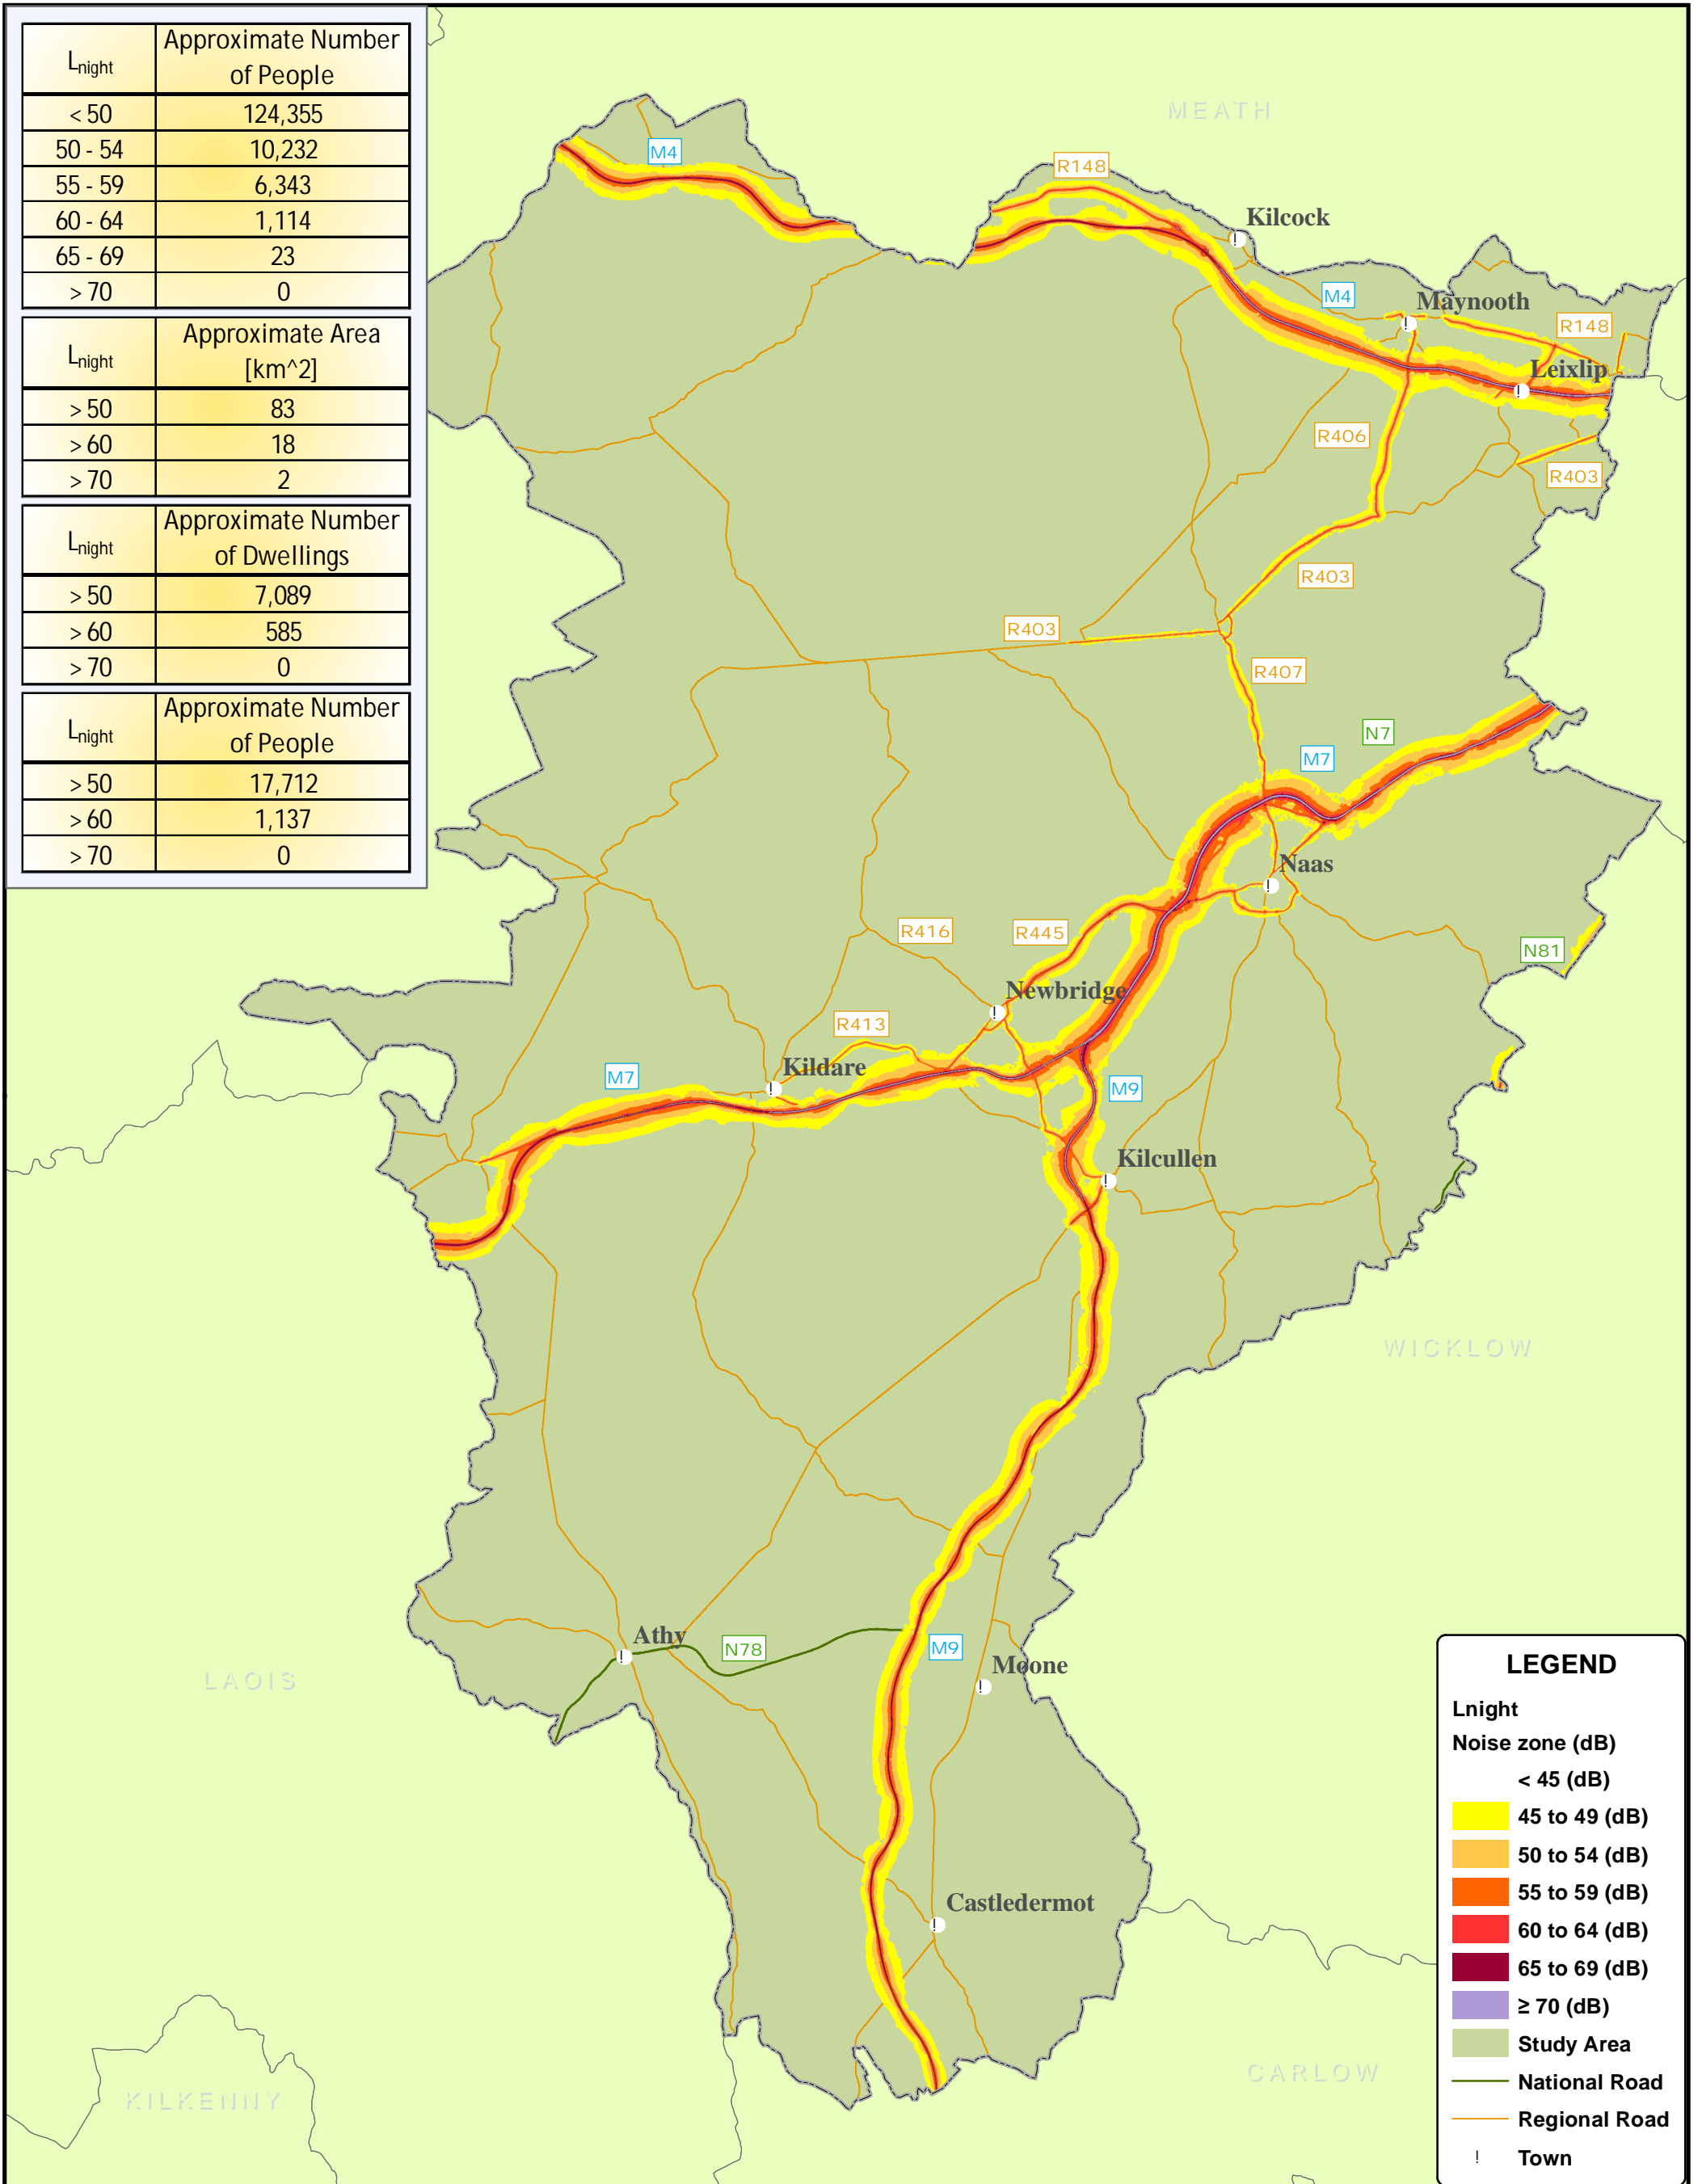 Lnight Approximate Number of People
< 50 124,355
50 - 54 10,232
55 - 59 6,343
60 - 64 1,114
65 - 69 23
> 70 0
Lnight Approximate Area [km^2]
> 50 83
> 60 18
> 70 2
Lnight Approximate Number of Dwellings
> 50 7,089
> 60 585
> 70 0
Lnight Approximate Number of People
> 50 17,712
> 60 1,137
> 70 0
MEATH
M4
R148
Kilcock
M4
Maynooth
R148
Leixlip
R406
R403
R403
R403
R407
N7
M7
Naas
R416
R445
N81
Newbridge
R413
Kildare
M7
M9
Kilcullen
WICKLOW
Athy
N78
M9
Moone
LAOIS
Castledermot
CARLOW
KILKENNY
LEGEND
Lnight
Noise zone (dB)
< 45 (dB)
45 to 49 (dB)
50 to 54 (dB)
55 to 59 (dB)
60 to 64 (dB)
65 to 69 (dB)
≥ 70 (dB)
Study Area
National Road
Regional Road
! Town